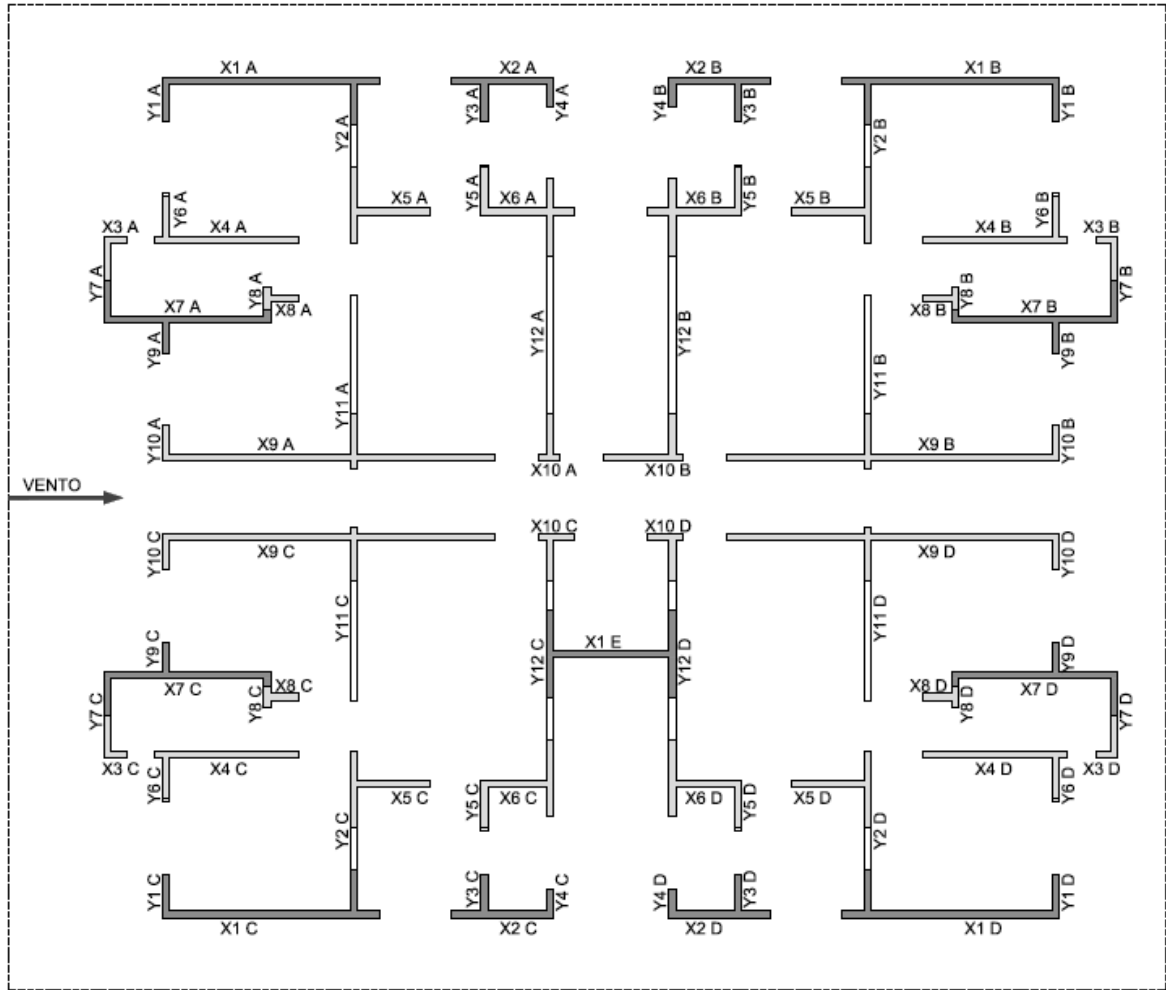 X1 A
X2 A
X2 B
X1 B
Y1 A
Y2 A
Y3 A
Y4 A
Y4 B
Y3 B
Y2 B
Y1 B
X3 A
Y6 A
X4 A
X5 A
Y5 A
X6 A
X6 B
Y5 B
X5 B
X4 B
Y6 B
X3 B
Y7 A
X7 A
Y8 A
X8 A
Y9 A
Y12 A
Y12 B
X8 B
Y8 B
X7 B
Y9 B
Y7 B
Y10 A
X9 A
Y11 A
X10 A
X10 B
Y11 B
X9 B
Y10 B
VENTO
Y10 C
X9 C
Y11 C
X10 C
X10 D
Y11 D
X9 D
Y10 D
Y9 C
X7 C
Y7 C
Y8 C
X8 C
Y12 C
X1 E
Y12 D
X8 D
Y8 D
X7 D
Y9 D
Y7 D
X3 C
Y6 C
X4 C
X5 C
Y5 C
X6 C
X6 D
Y5 D
X5 D
X4 D
Y6 D
X3 D
Y1 C
Y2 C
Y3 C
Y4 C
Y4 D
Y3 D
Y2 D
Y1 D
X1 C
X2 C
X2 D
X1 D